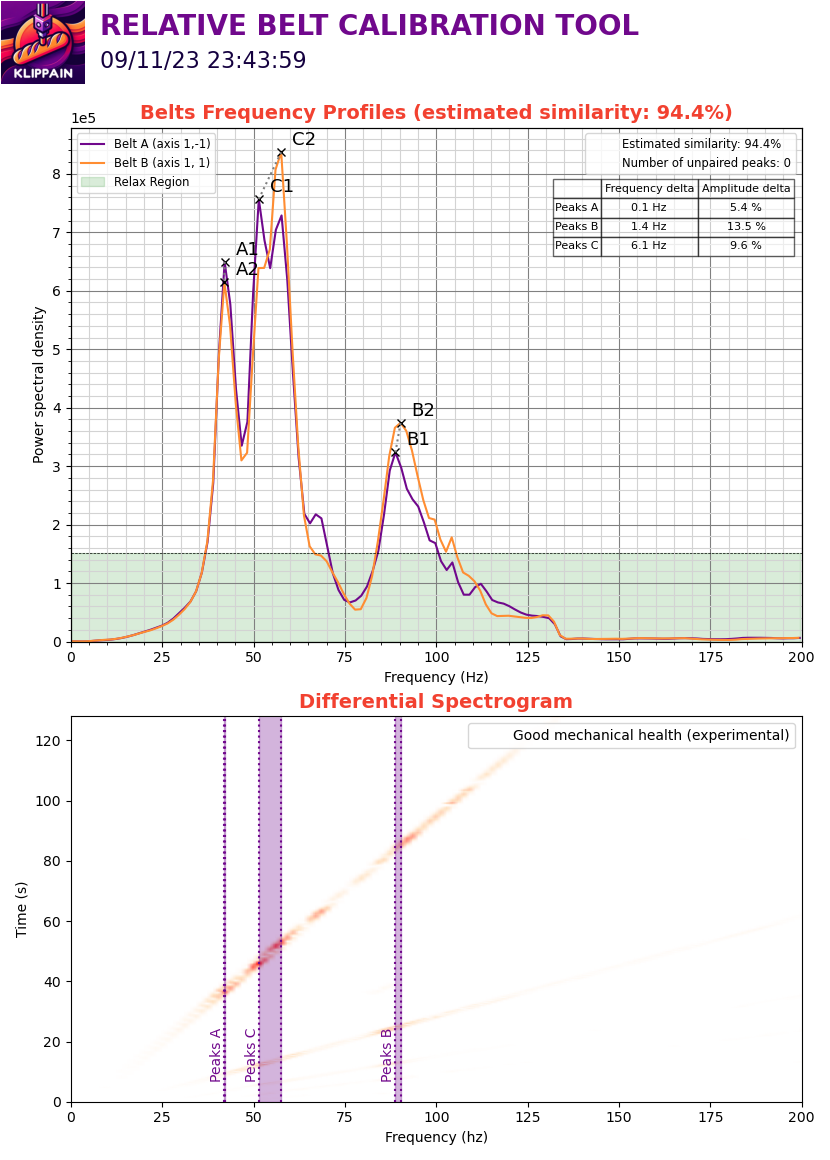 RELATIVE BELT CALIBRATION TOOL
09/11/23 23:43:59
KLIPPAIN
Belts Frequency Profiles (estimated similarity: 94.4%)
1e5
Belt A (axis 1,-1)
Belt B (axis 1, 1)
Relax Region
Estimated similarity: 94.4%
Number of unpaired peaks: 0
Frequency delta Amplitude delta
Peaks A 0.1 Hz 5.4 %
Peaks B 1.4 Hz 13.5 %
Peaks C 6.1 Hz 9.6 %
C2
C1
A1
A2
B2
B1
8
7
6
5
4
3
2
1
0
Power spectral density
0 25 50 75 100 125 150 175 200
Frequency (Hz)
Differential Spectrogram
Good mechanical health (experimental)
120
100
80
60
40
20
0
Time (s)
Peaks A
Peaks C
Peaks B
0 25 50 75 100 125 150 175 200
Frequency (hz)